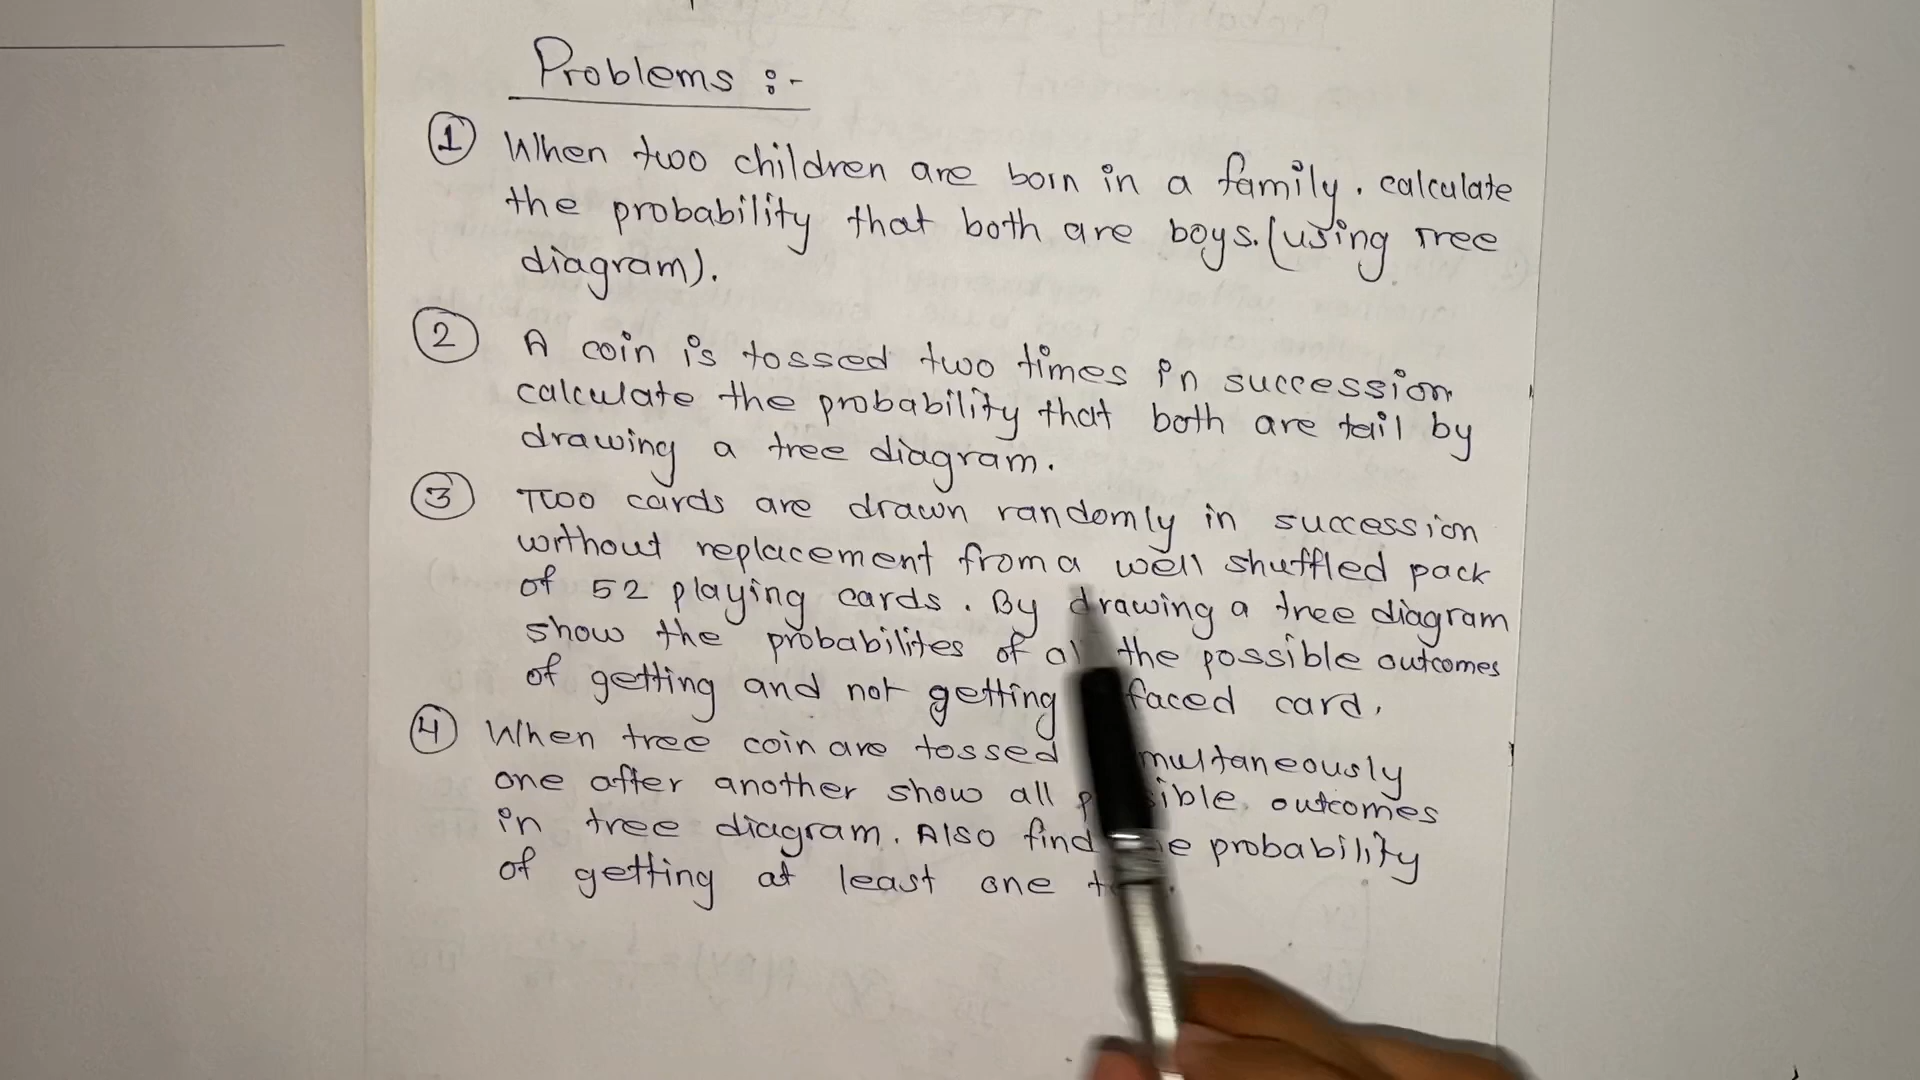 Problems :-
① When two children are born in a family. calculate
the probability that both are boys. (using Tree
diagram).
② A coin is tossed two times in succession
calculate the probability that both are tail by
drawing a tree diagram.
③ Two cards are drawn randomly in succession
without replacement from a well shuffled pack
of 52 playing cards. By drawing a tree diagram
show the probabilites of the possible outcomes
of getting and not getting faced card.
④ When tree coin are tossed
one after another show all outcomes
in tree diagram. Also find probability
of getting at least one